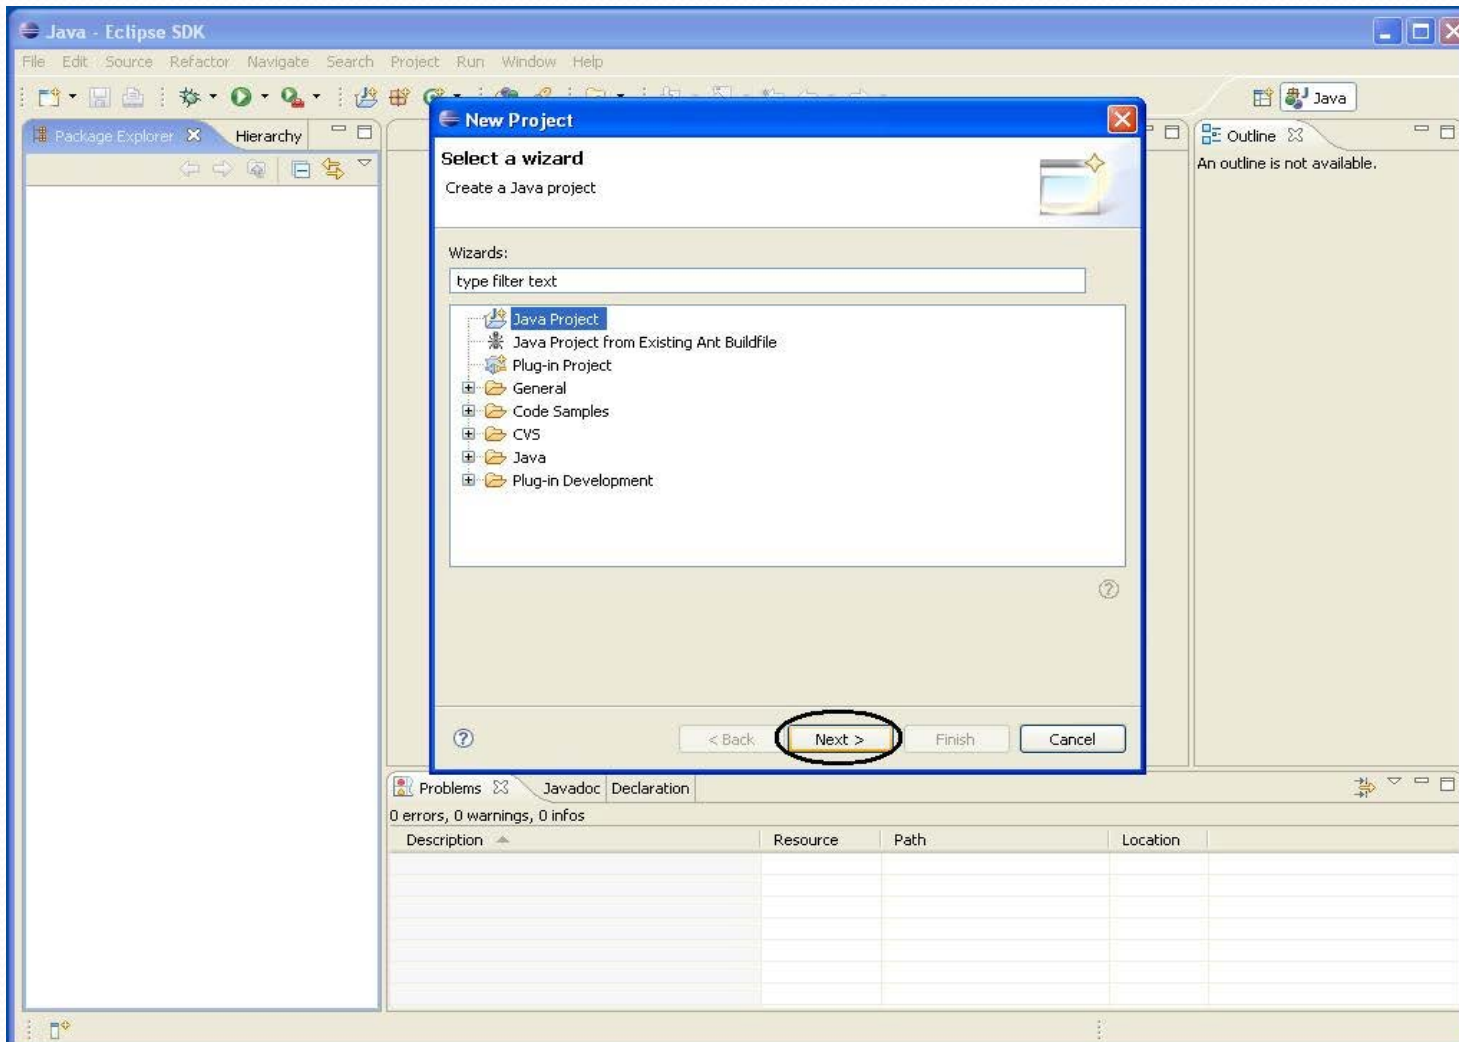 Java - Eclipse SDK
File Edit Source Refactor Navigate Search Project Run Window Help
Java
Package Explorer Hierarchy
Outline
An outline is not available.
New Project
Select a wizard
Create a Java project
Wizards:
type filter text
Java Project
Java Project from Existing Ant Buildfile
Plug-in Project
General
Code Samples
CVS
Java
Plug-in Development
< Back Next > Finish Cancel
Problems Javadoc Declaration
0 errors, 0 warnings, 0 infos
Description Resource Path Location